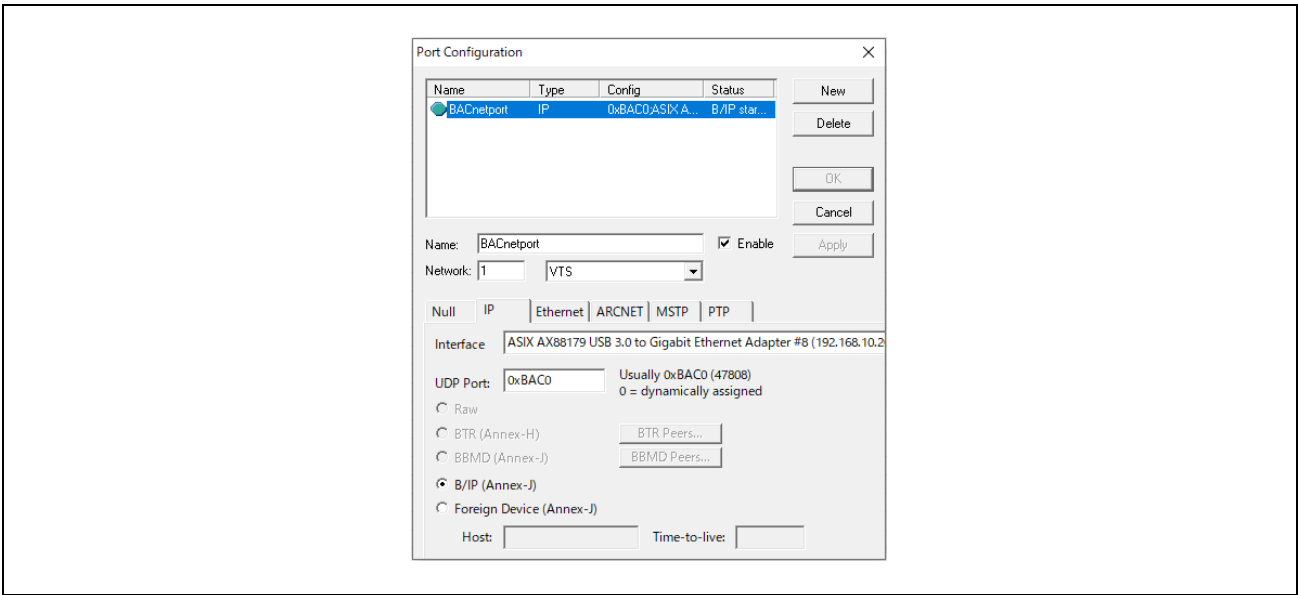 Port Configuration
Name Type Config Status
BACnetport IP 0xBAC0;ASIX A... B/IP star...
New
Delete
OK
Cancel
Apply
Name: BACnetport Enable
Network: 1 VTS
Null IP Ethernet ARCNET MSTP PTP
Interface ASIX AX88179 USB 3.0 to Gigabit Ethernet Adapter #8 (192.168.10.2
UDP Port: 0xBAC0 Usually 0xBAC0 (47808)
0 = dynamically assigned
Raw
BTR (Annex-H) BTR Peers...
BBMD (Annex-J) BBMD Peers...
B/IP (Annex-J)
Foreign Device (Annex-J)
Host: Time-to-live: